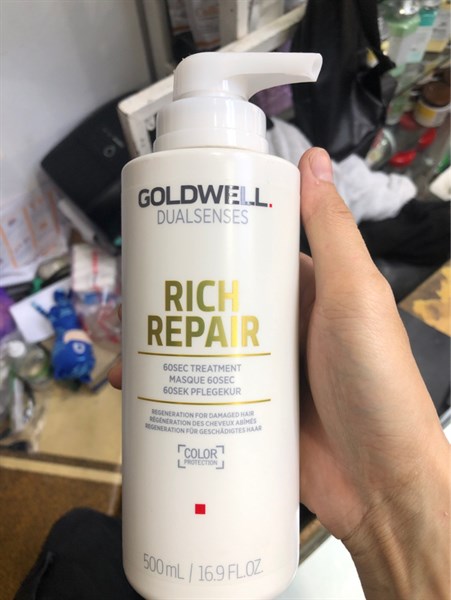 GOLDWELL.
DUALSENSES
RICH
REPAIR
60SEC TREATMENT
MASQUE 60SEC
60SEK PFLEGEKUR
REGENERATION FOR DAMAGED HAIR
RÉGÉNÉRATION DES CHEVEUX ABÎMÉS
REGENERATION FÜR GESCHÄDIGTES HAAR
COLOR
PROTECTION
500 mL / 16.9 FL.OZ.